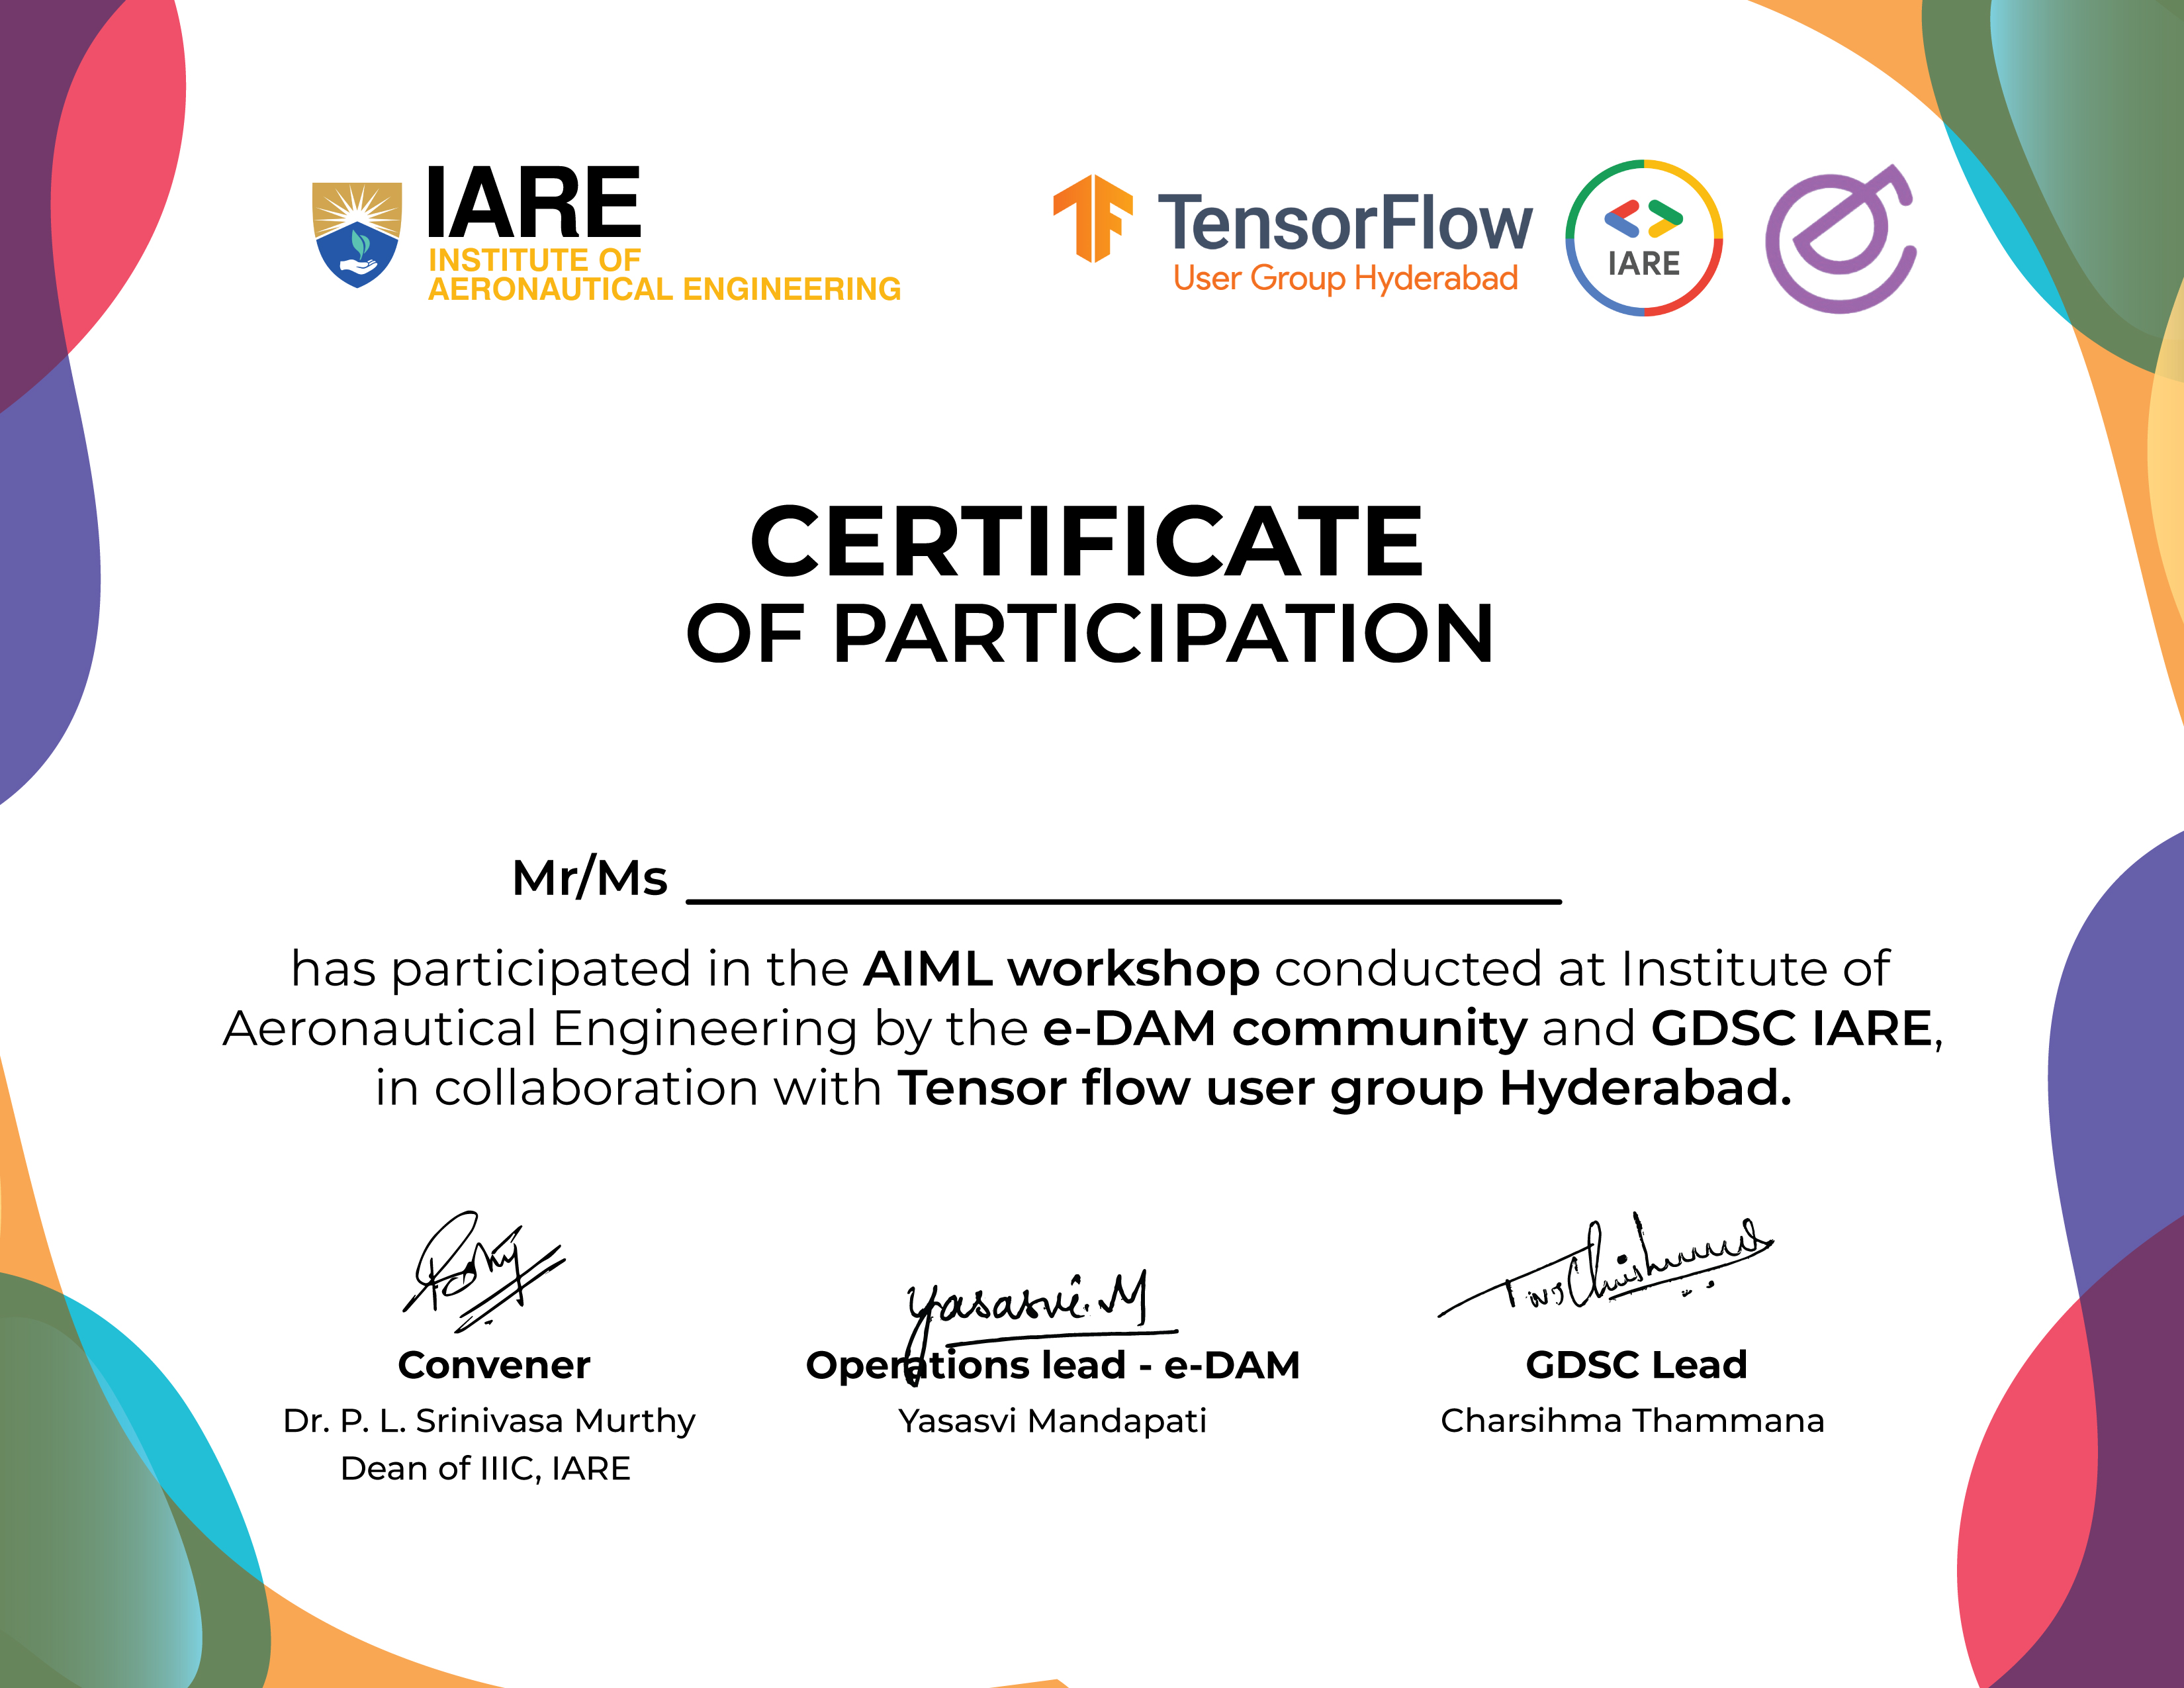 IARE
INSTITUTE OF
AERONAUTICAL ENGINEERING
TensorFlow
User Group Hyderabad
IARE
CERTIFICATE
OF PARTICIPATION
Mr/Ms
has participated in the AIML workshop conducted at Institute of
Aeronautical Engineering by the e-DAM community and GDSC IARE,
in collaboration with Tensor flow user group Hyderabad.
Yasasvi.M
Convener
Operations lead - e-DAM
GDSC Lead
Dr. P. L. Srinivasa Murthy
Yasasvi Mandapati
Charsihma Thammana
Dean of IIIC, IARE